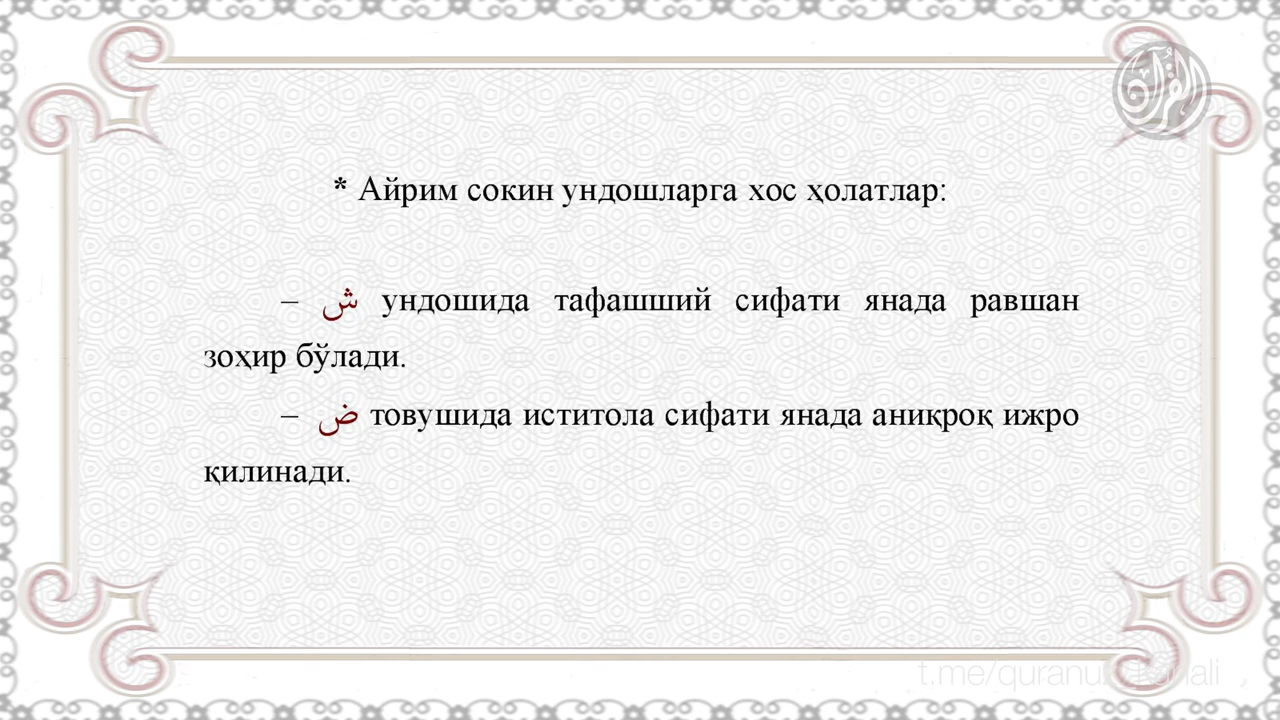 * Айрим сокин ундошларга хос ҳолатлар:
– ش ундошида тафашший сифати янада равшан
зоҳир бўлади.
– ض товушида иститола сифати янада аниқроқ ижро
қилинади.
القرآن